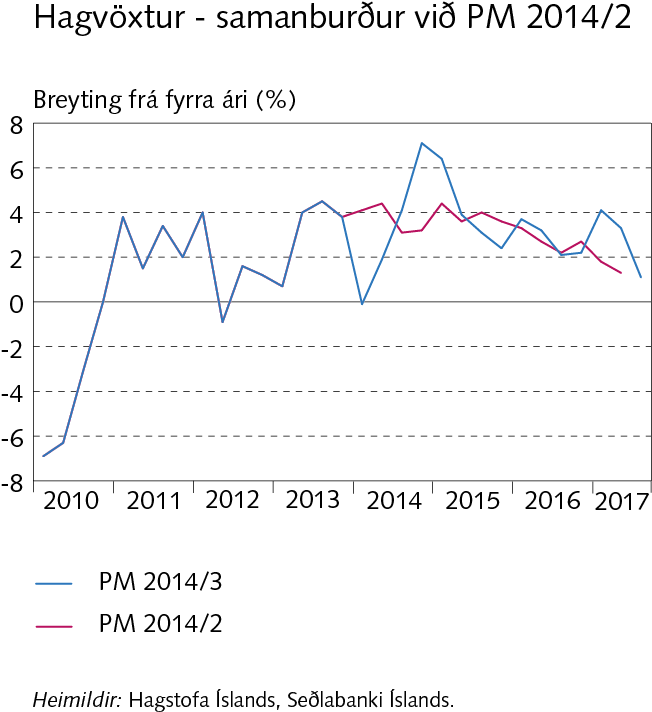 Hagvöxtur - samanburður við PM 2014/2
Breyting frá fyrra ári (%)
8
6
4
2
0
-2
-4
-6
-8
2010 2011 2012 2013 2014 2015 2016 2017
PM 2014/3
PM 2014/2
Heimildir: Hagstofa Íslands, Seðlabanki Íslands.